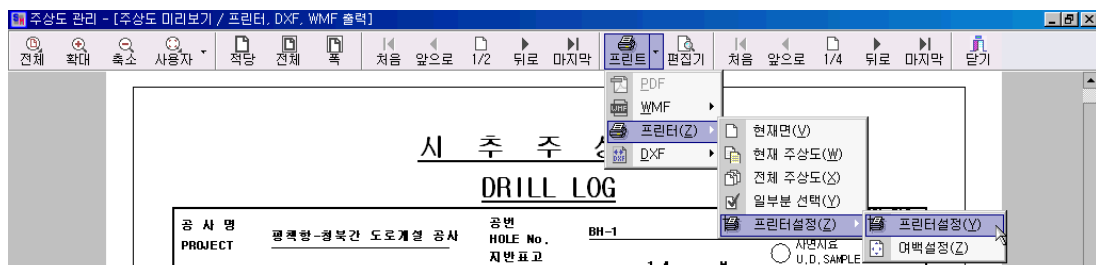 주상도 관리 - [주상도 미리보기 / 프린터, DXF, WMF 출력]
전체 확대 축소 사용자 적당 전체 폭 처음 앞으로 1/2 뒤로 마지막 프린트 편집기 처음 앞으로 1/4 뒤로 마지막 닫기
PDF
WMF
프린터(Z)
DXF
현재면(V)
현재 주상도(W)
전체 주상도(X)
일부분 선택(Y)
프린터설정(Z)
프린터설정(Y)
여백설정(Z)
시 추 주
DRILL LOG
공 사 명
PROJECT
평택항-청북간 도로개설 공사
공번
HOLE No.
BH-1
지반표고
자연시료
U.D. SAMPLE